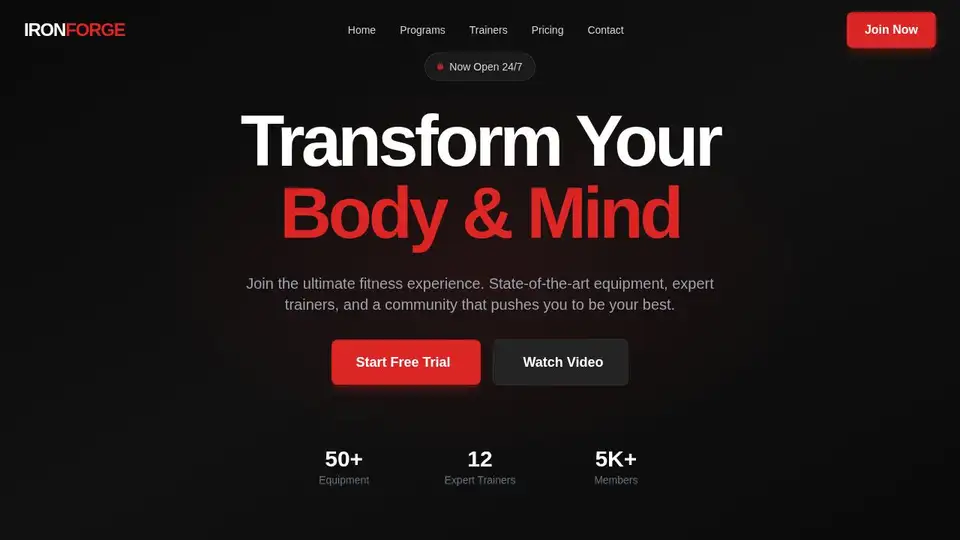 IRONFORGE
Home Programs Trainers Pricing Contact
Join Now
Now Open 24/7
Transform Your
Body & Mind
Join the ultimate fitness experience. State-of-the-art equipment, expert
trainers, and a community that pushes you to be your best.
Start Free Trial
Watch Video
50+ 12 5K+
Equipment Expert Trainers Members